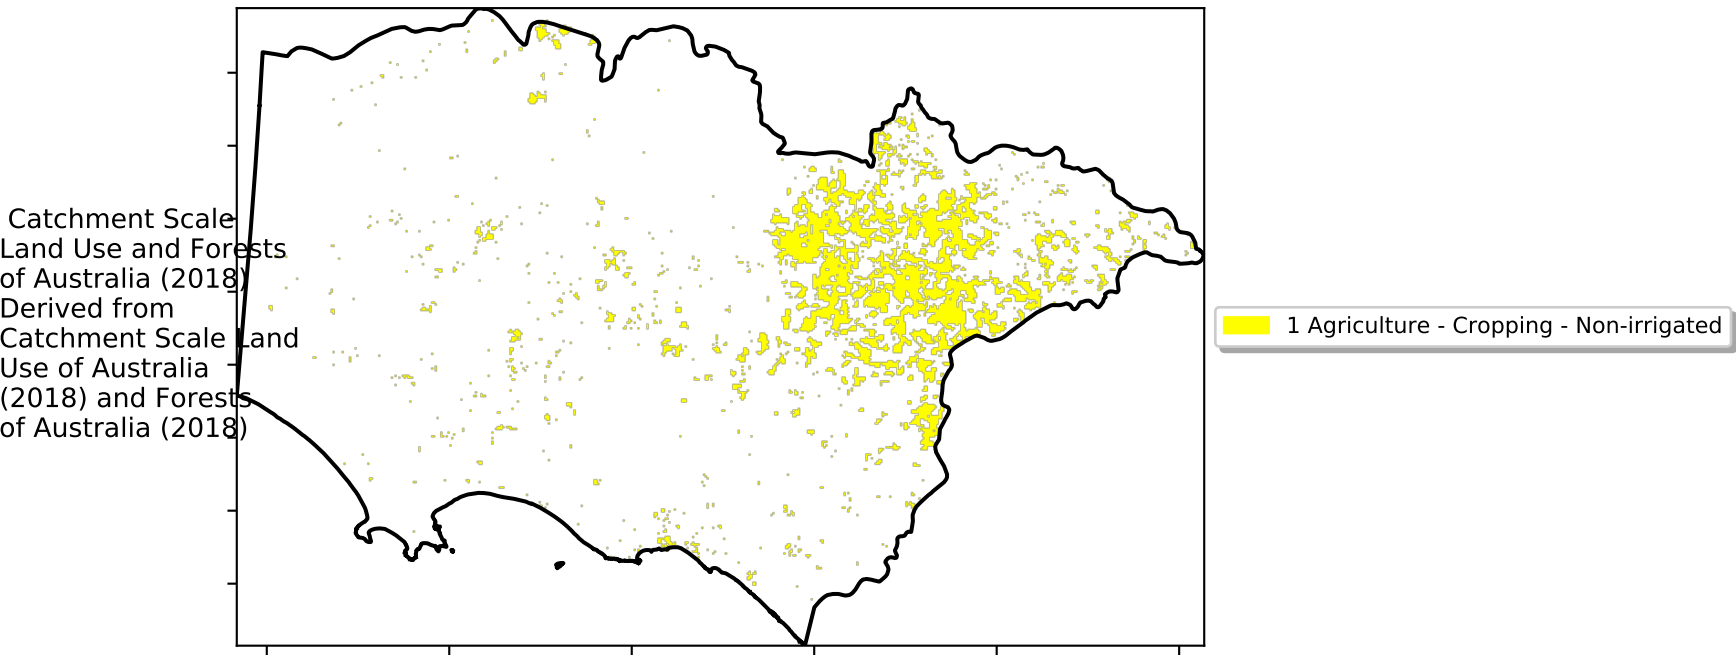 Catchment Scale
Land Use and Forests
of Australia (2018)
Derived from
Catchment Scale Land
Use of Australia
(2018) and Forests
of Australia (2018)
1 Agriculture - Cropping - Non-irrigated